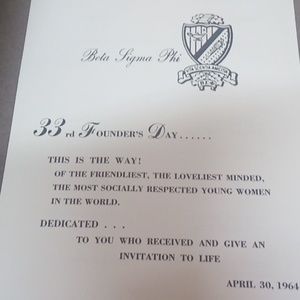 Beta Sigma Phi
33rd FOUNDER'S DAY......
THIS IS THE WAY!
OF THE FRIENDLIEST, THE LOVELIEST MINDED,
THE MOST SOCIALLY RESPECTED YOUNG WOMEN
IN THE WORLD.
DEDICATED . . .
TO YOU WHO RECEIVED AND GIVE AN
INVITATION TO LIFE
APRIL 30, 1964